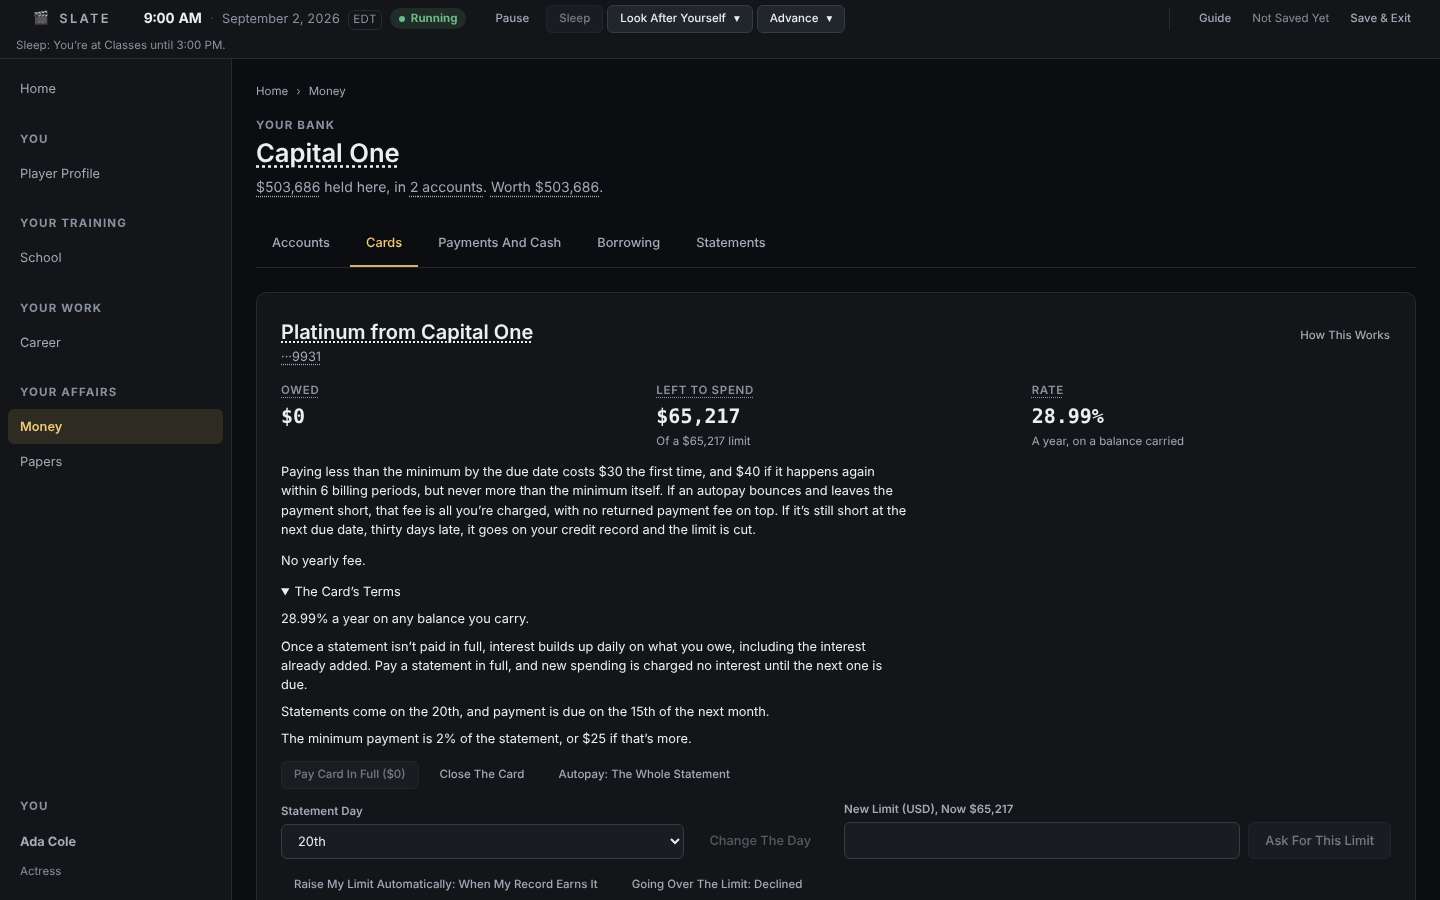 SLATE
9:00 AM · September 2, 2026 EDT Running
Pause
Sleep
Look After Yourself ▾
Advance ▾
Guide
Not Saved Yet
Save & Exit
Sleep: You're at Classes until 3:00 PM.
Home
YOU
Player Profile
YOUR TRAINING
School
YOUR WORK
Career
YOUR AFFAIRS
Money
Papers
YOU
Ada Cole
Actress
Home › Money
YOUR BANK
Capital One
$503,686 held here, in 2 accounts. Worth $503,686.
Accounts
Cards
Payments And Cash
Borrowing
Statements
Platinum from Capital One
···9931
How This Works
OWED
$0
LEFT TO SPEND
$65,217
Of a $65,217 limit
RATE
28.99%
A year, on a balance carried
Paying less than the minimum by the due date costs $30 the first time, and $40 if it happens again
within 6 billing periods, but never more than the minimum itself. If an autopay bounces and leaves the
payment short, that fee is all you're charged, with no returned payment fee on top. If it's still short at the
next due date, thirty days late, it goes on your credit record and the limit is cut.
No yearly fee.
▼ The Card's Terms
28.99% a year on any balance you carry.
Once a statement isn't paid in full, interest builds up daily on what you owe, including the interest
already added. Pay a statement in full, and new spending is charged no interest until the next one is
due.
Statements come on the 20th, and payment is due on the 15th of the next month.
The minimum payment is 2% of the statement, or $25 if that's more.
Pay Card In Full ($0)
Close The Card
Autopay: The Whole Statement
Statement Day
20th
Change The Day
New Limit (USD), Now $65,217
Ask For This Limit
Raise My Limit Automatically: When My Record Earns It
Going Over The Limit: Declined